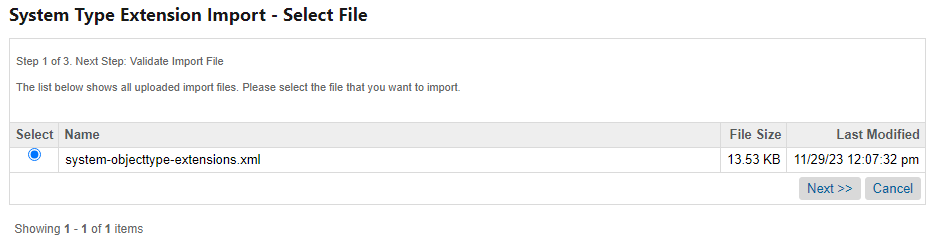 System Type Extension Import - Select File
Step 1 of 3. Next Step: Validate Import File
The list below shows all uploaded import files. Please select the file that you want to import.
Select Name File Size Last Modified
system-objecttype-extensions.xml 13.53 KB 11/29/23 12:07:32 pm
Next >> Cancel
Showing 1 - 1 of 1 items